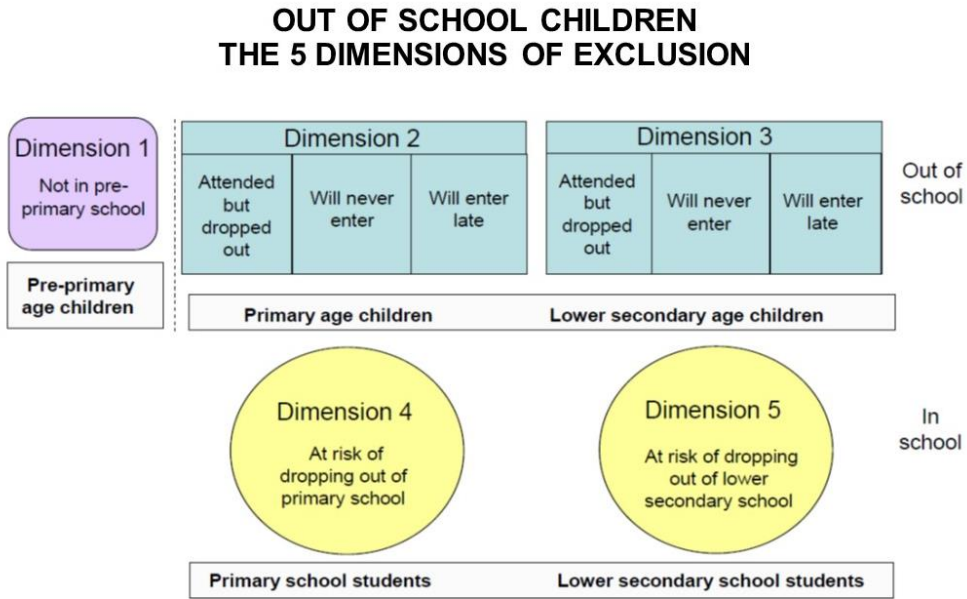 OUT OF SCHOOL CHILDREN
THE 5 DIMENSIONS OF EXCLUSION
Dimension 1
Not in pre-
primary school
Pre-primary
age children
Dimension 2
Attended
but
dropped
out
Will never
enter
Will enter
late
Dimension 3
Attended
but
dropped
out
Will never
enter
Will enter
late
Out of
school
Primary age children
Lower secondary age children
Dimension 4
At risk of
dropping out of
primary school
Dimension 5
At risk of dropping
out of lower
secondary school
In
school
Primary school students
Lower secondary school students